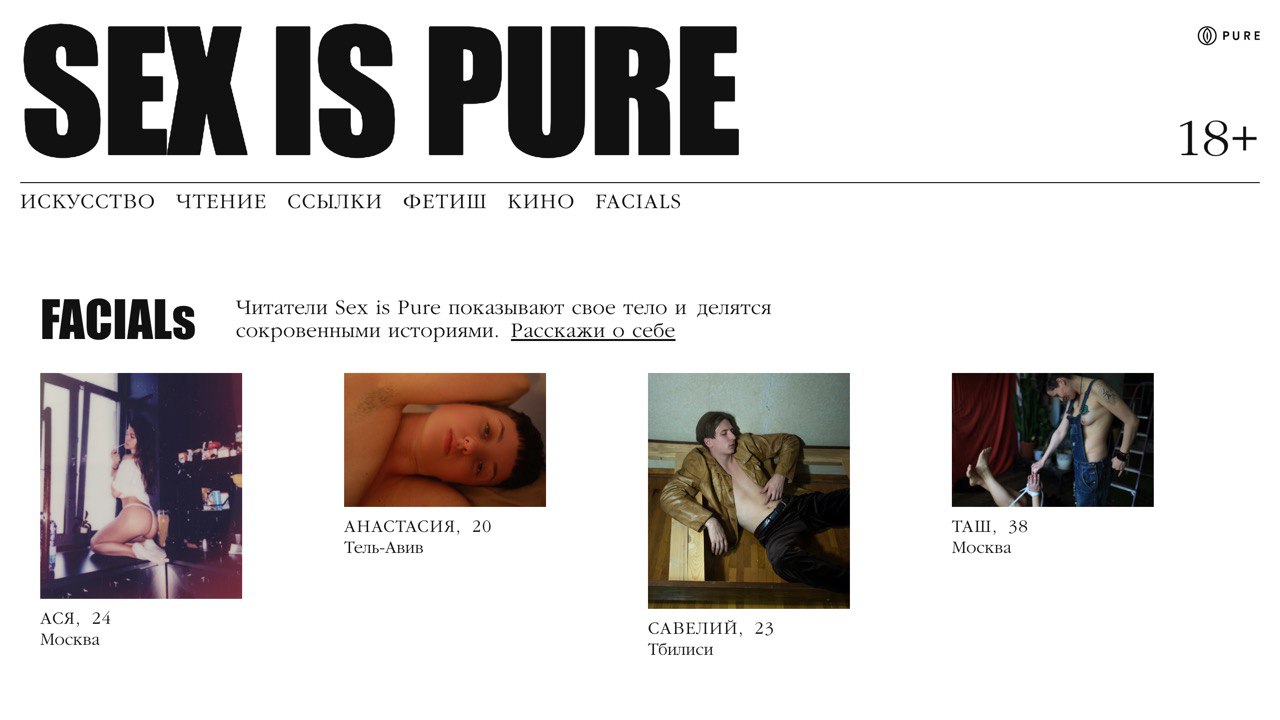 SEX IS PURE
PURE
18+
ИСКУССТВО ЧТЕНИЕ ССЫЛКИ ФЕТИШ КИНО FACIALS
FACIALs
Читатели Sex is Pure показывают свое тело и делятся
сокровенными историями. Расскажи о себе
АСЯ, 24
Москва
АНАСТАСИЯ, 20
Тель-Авив
САВЕЛИЙ, 23
Тбилиси
ТАШ, 38
Москва